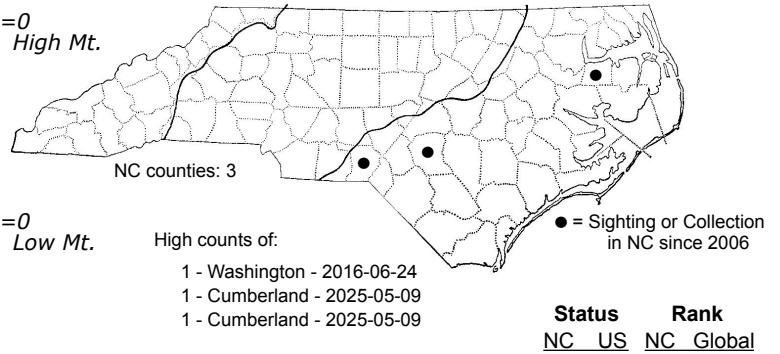 =0
High Mt.
NC counties: 3
=0
Low Mt.
High counts of:
1 - Washington - 2016-06-24
1 - Cumberland - 2025-05-09
1 - Cumberland - 2025-05-09
● = Sighting or Collection
in NC since 2006
Status Rank
NC US NC Global